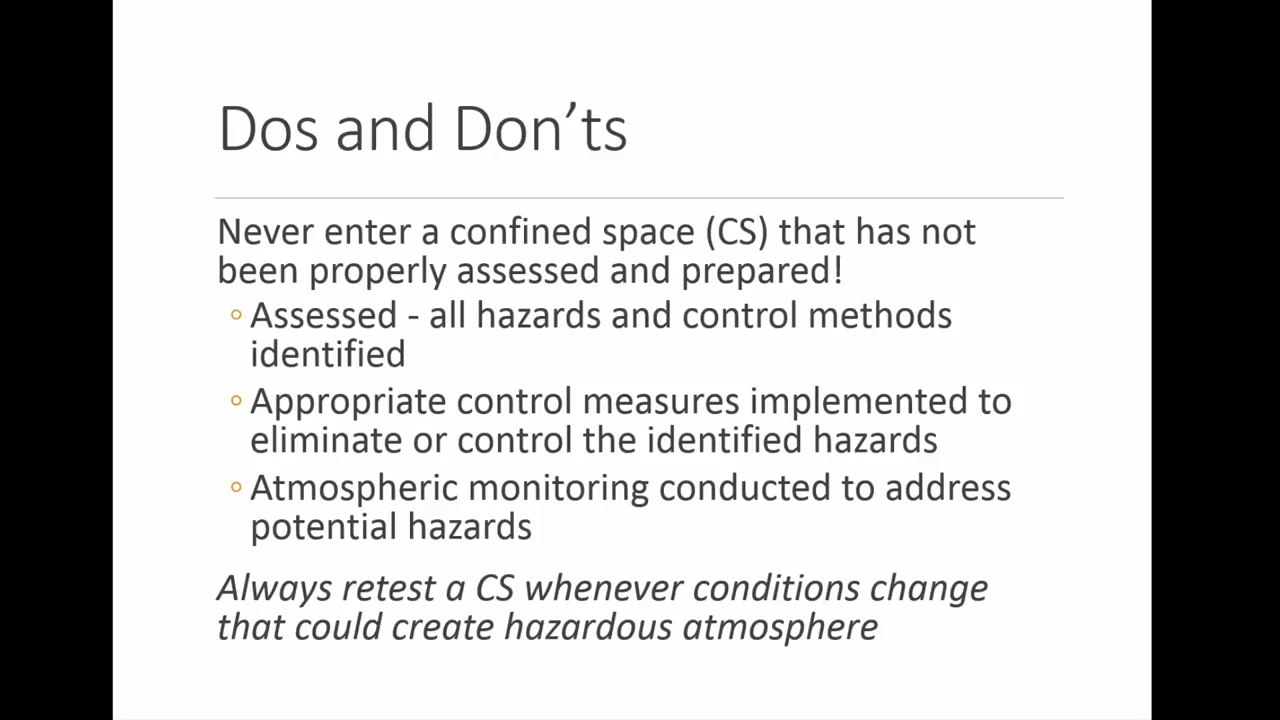 Dos and Don’ts
Never enter a confined space (CS) that has not
been properly assessed and prepared!
◦ Assessed - all hazards and control methods
identified
◦ Appropriate control measures implemented to
eliminate or control the identified hazards
◦ Atmospheric monitoring conducted to address
potential hazards
Always retest a CS whenever conditions change
that could create hazardous atmosphere